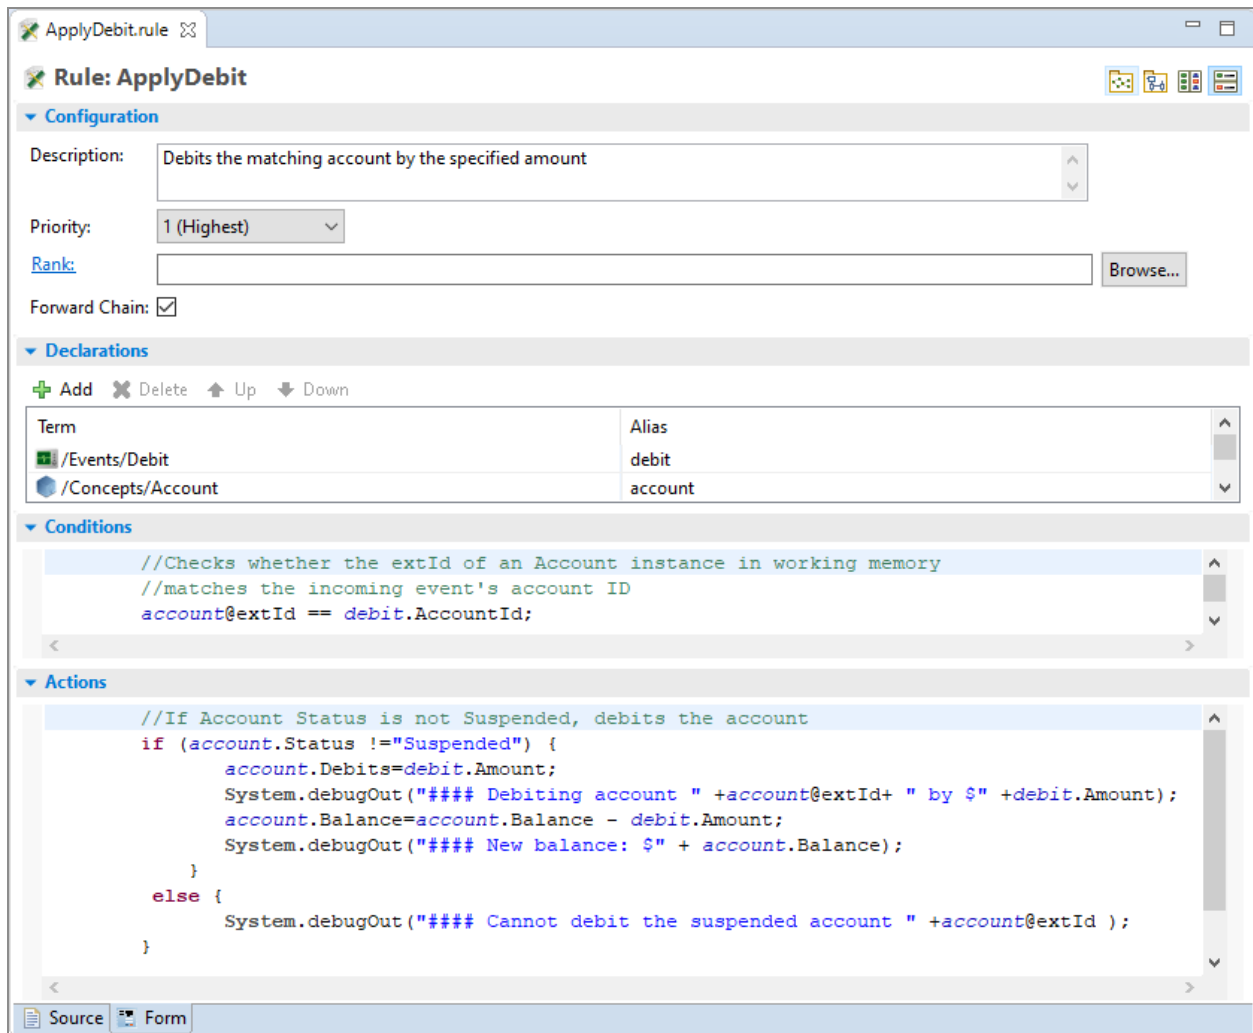 ApplyDebit.rule
Rule: ApplyDebit
Configuration
Description:
Debits the matching account by the specified amount
Priority:
1 (Highest)
Rank:
Browse...
Forward Chain:
Declarations
Add Delete Up Down
Term Alias
/Events/Debit debit
/Concepts/Account account
Conditions
//Checks whether the extId of an Account instance in working memory
//matches the incoming event's account ID
account@extId == debit.AccountId;
Actions
//If Account Status is not Suspended, debits the account
if (account.Status !="Suspended") {
account.Debits=debit.Amount;
System.debugOut("#### Debiting account " +account@extId+ " by $" +debit.Amount);
account.Balance=account.Balance - debit.Amount;
System.debugOut("#### New balance: $" + account.Balance);
}
else {
System.debugOut("#### Cannot debit the suspended account " +account@extId );
}
Source Form